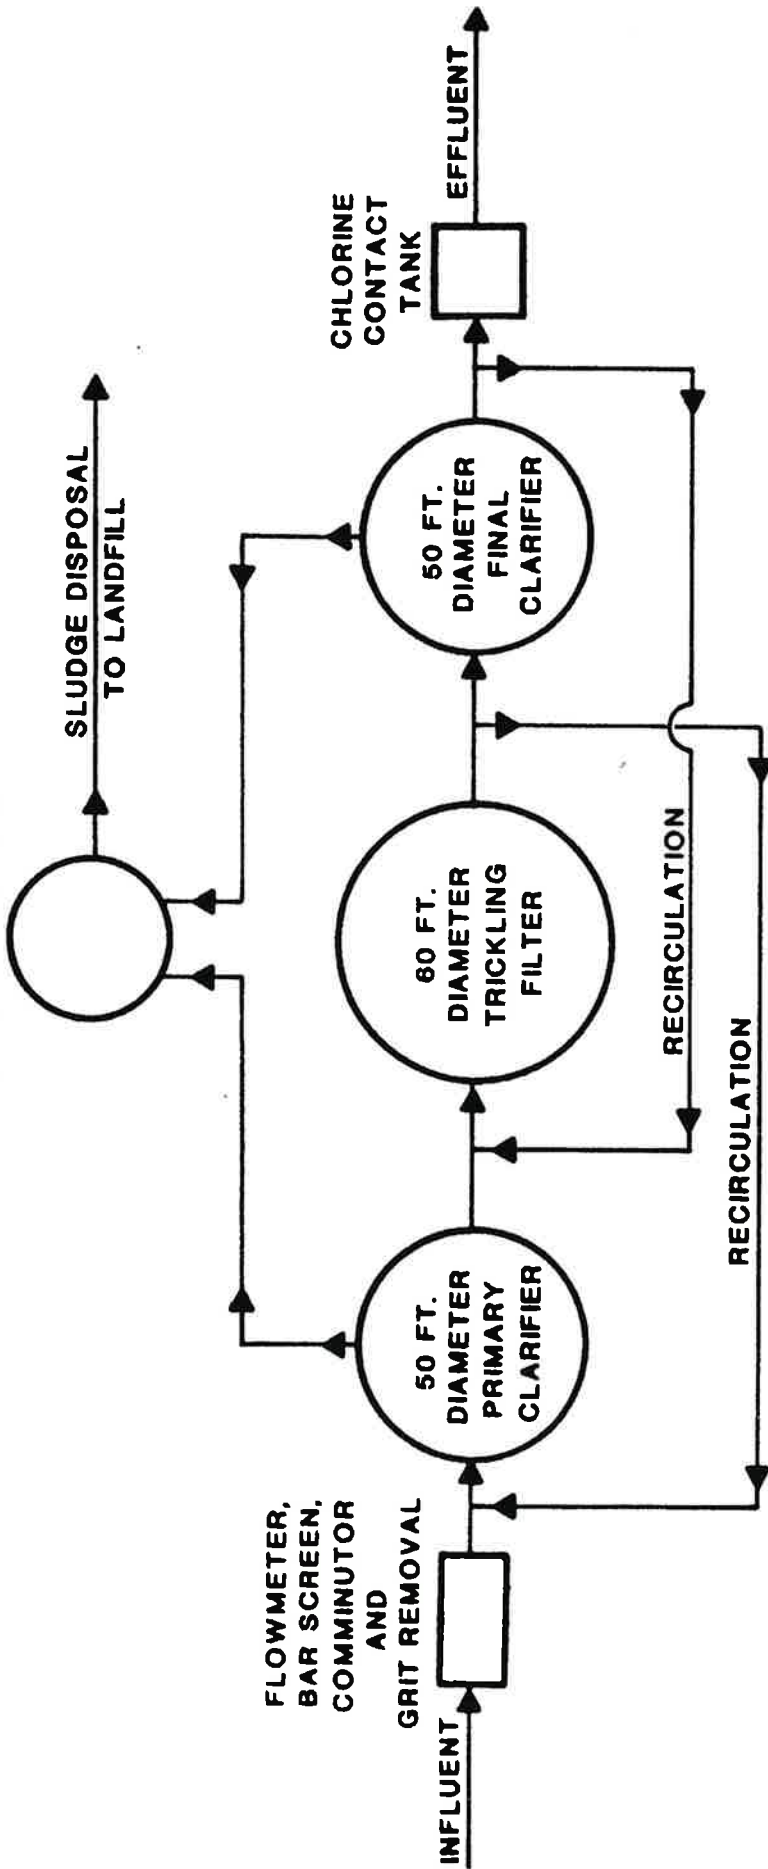 SLUDGE DISPOSAL
TO LANDFILL
FLOWMETER,
BAR SCREEN,
COMMINUTOR
AND
GRIT REMOVAL
INFLUENT
50 FT.
DIAMETER
PRIMARY
CLARIFIER
60 FT.
DIAMETER
TRICKLING
FILTER
50 FT.
DIAMETER
FINAL
CLARIFIER
CHLORINE
CONTACT
TANK
EFFLUENT
RECIRCULATION
RECIRCULATION